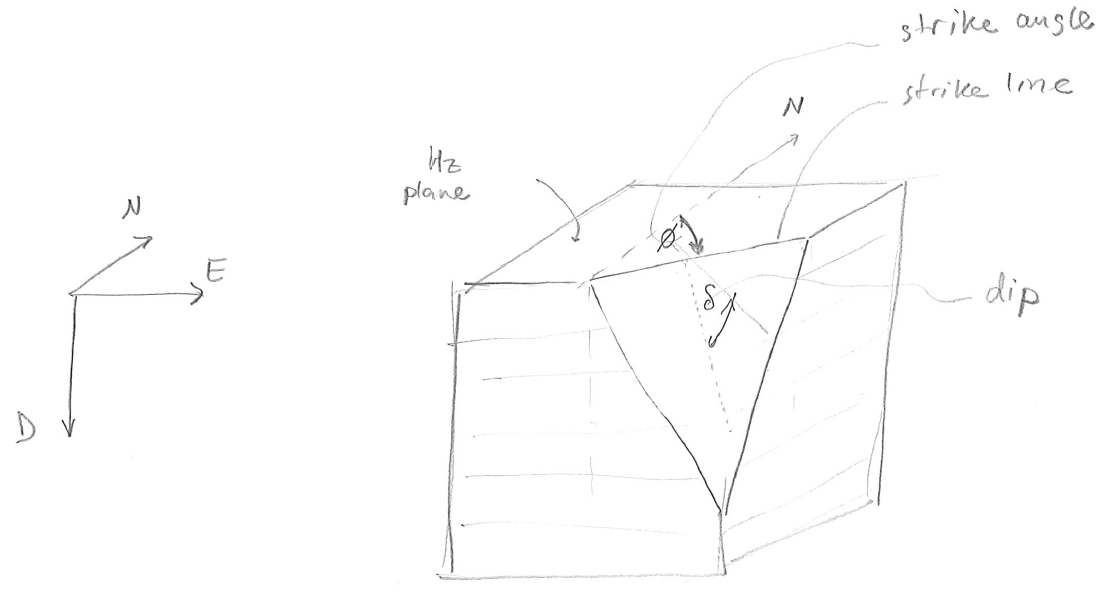 strike angle
strike line
N
Hz
plane
N
E
D
ϕ
δ
dip